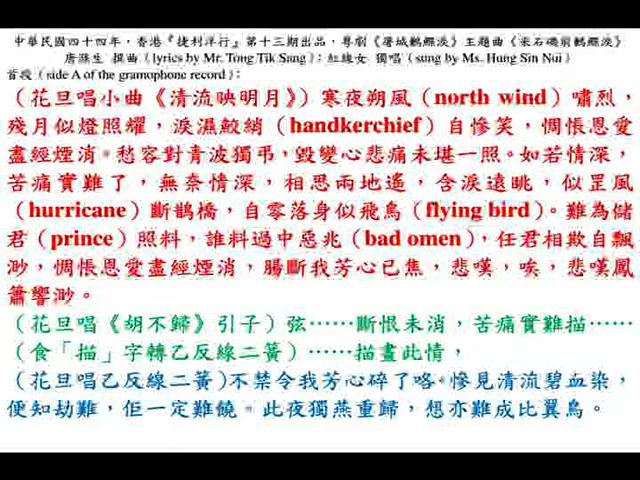 中華民國四十四年，香港『捷利洋行』第十三期出品，粵劇《屠城鶼鰈淚》主題曲《采石磯前鶼鰈淚》
唐滌生 撰曲（lyrics by Mr. Tong Tik Sang）；紅線女 獨唱（sung by Ms. Hung Sin Nui）
首段（side A of the gramophone record）：
（花旦唱小曲《清流映明月》）寒夜朔風（north wind）嘯烈，
殘月似燈照耀，淚濕鮫綃（handkerchief）自慘笑，惆悵恩愛
盡經煙消。愁容對青波獨弔，毀變心悲痛未堪一照。如若情深，
苦痛實難了，無奈情深，相思兩地遙，含淚遠眺，似罡風
（hurricane）斷鵲橋，自零落身似飛鳥（flying bird）。難為儲
君（prince）照料，誰料過中惡兆（bad omen），任君相欺自飄
渺，惆悵恩愛盡經煙消，腸斷我芳心已焦，悲嘆，唉，悲嘆鳳
簫響渺。
（花旦唱《胡不歸》引子）弦……斷恨未消，苦痛實難描……
（食「描」字轉乙反線二簧）……描畫此情，
（花旦唱乙反線二簧）不禁令我芳心碎了咯。慘見清流碧血染，
便知劫難，佢一定難饒。此夜獨燕重歸，想亦難成比翼鳥。